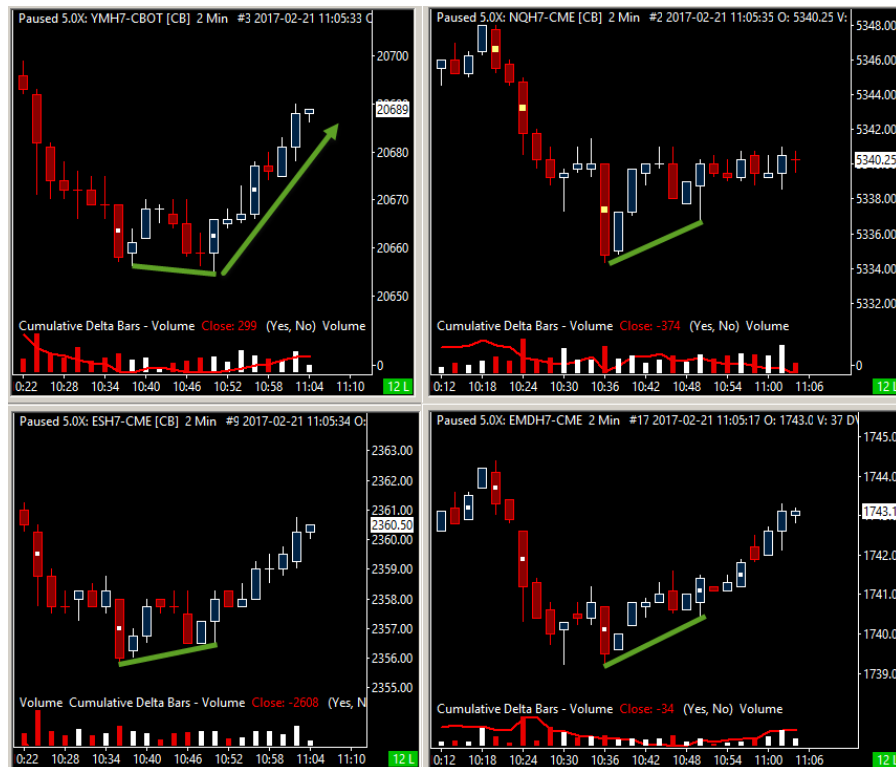 Paused 5.0X: YMH7-CBOT [CB] 2 Min #3 2017-02-21 11:05:33
20700
20689
20680
20670
20660
20650
Cumulative Delta Bars - Volume Close: 299 (Yes, No) Volume
0
0:22 10:28 10:34 10:40 10:46 10:52 10:58 11:04 11:10
12 L
Paused 5.0X: NQH7-CME [CB] 2 Min #2 2017-02-21 11:05:35 O: 5340.25 V:
5348.00
5346.00
5344.00
5342.00
5340.25
5338.00
5336.00
5334.00
5332.00
Cumulative Delta Bars - Volume Close: -374 (Yes, No) Volume
0
0:12 10:18 10:24 10:30 10:36 10:42 10:54 11:00 11:06
12 L
Paused 5.0X: ESH7-CME [CB] 2 Min #9 2017-02-21 11:05:34 O:
2363.00
2362.00
2361.00
2360.50
2360.00
2359.00
2358.00
2357.00
2356.00
2355.00
Volume Cumulative Delta Bars - Volume Close: -2608 (Yes, N
0:22 10:28 10:34 10:40 10:46 10:52 10:58 11:04 11:10
12 L
Paused 5.0X: EMDH7-CME 2 Min #17 2017-02-21 11:05:17 O: 1743.0 V: 37
1745.0
1744.0
1743.1
1742.0
1741.0
1740.0
1739.0
Cumulative Delta Bars - Volume Close: -34 (Yes, No) Volume
0:12 10:18 10:24 10:30 10:36 10:42 10:54 11:00 11:06
12 L